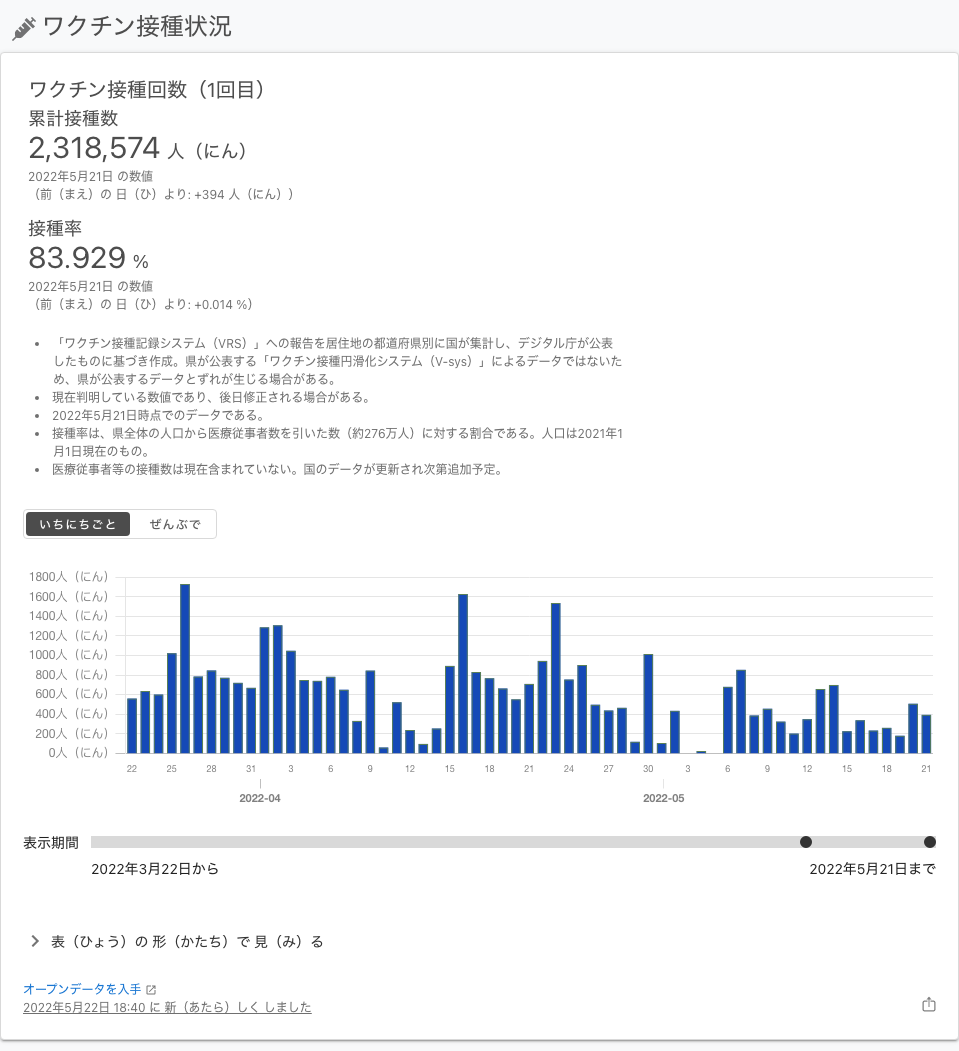 ワクチン接種状況
ワクチン接種回数（1回目）
累計接種数
2,318,574 人（にん）
2022年5月21日 の数値
（前（まえ）の 日（ひ）より: +394 人（にん））
接種率
83.929 %
2022年5月21日 の数値
（前（まえ）の 日（ひ）より: +0.014 %）
• 「ワクチン接種記録システム（VRS）」への報告を居住地の都道府県別に国が集計し、デジタル庁が公表
したものに基づき作成。県が公表する「ワクチン接種円滑化システム（V-sys）」によるデータではないた
め、県が公表するデータとずれが生じる場合がある。
• 現在判明している数値であり、後日修正される場合がある。
• 2022年5月21日時点でのデータである。
• 接種率は、県全体の人口から医療従事者数を引いた数（約276万人）に対する割合である。人口は2021年1
月1日現在のもの。
• 医療従事者等の接種数は現在含まれていない。国のデータが更新され次第追加予定。
いちにちごと ぜんぶで
1800人（にん）
1600人（にん）
1400人（にん）
1200人（にん）
1000人（にん）
800人（にん）
600人（にん）
400人（にん）
200人（にん）
0人（にん）
22 25 28 31 3 6 9 12 15 18 21 24 27 30 3 6 9 12 15 18 21
2022-04 2022-05
表示期間
2022年3月22日から 2022年5月21日まで
表（ひょう）の 形（かたち）で 見（み）る
オープンデータを入手
2022年5月22日 18:40 に 新（あたら）しく しました